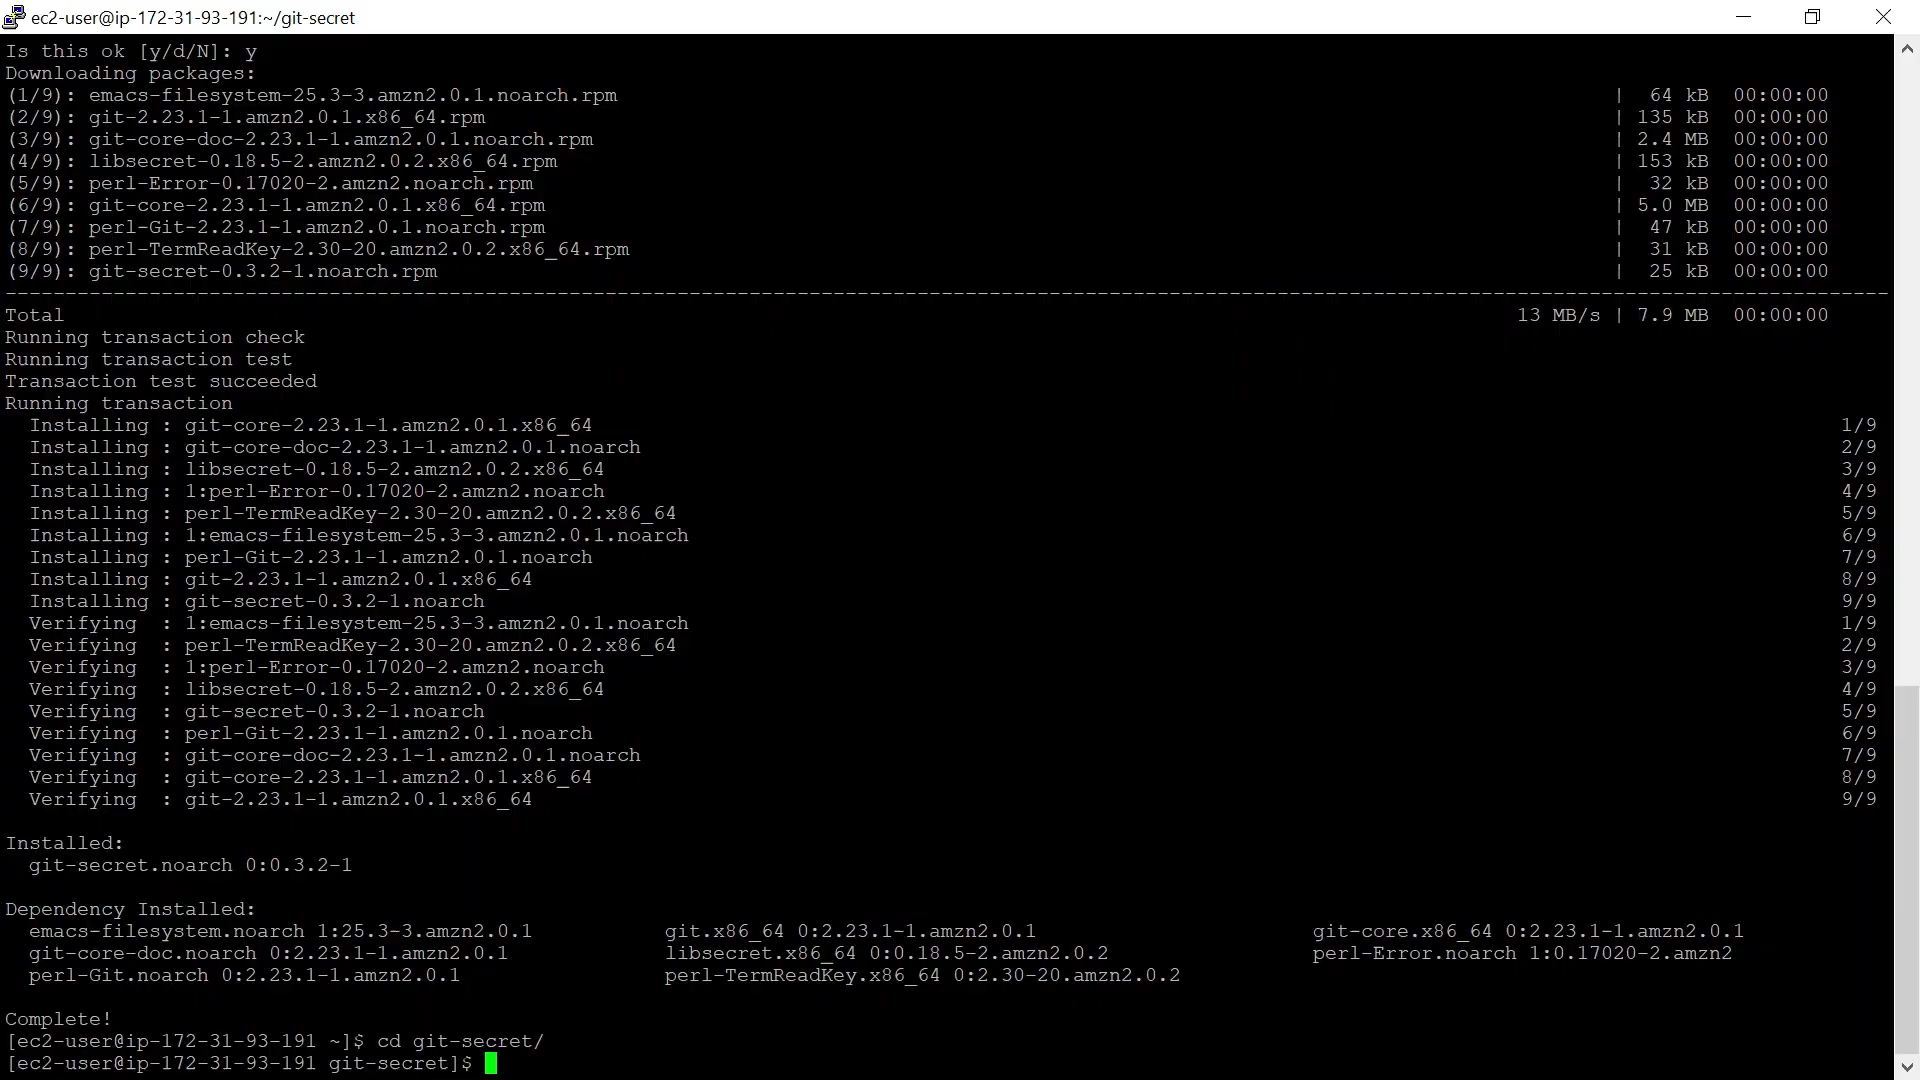 ec2-user@ip-172-31-93-191:~/git-secret
Is this ok [y/d/N]: y
Downloading packages:
(1/9): emacs-filesystem-25.3-3.amzn2.0.1.noarch.rpm | 64 kB 00:00:00
(2/9): git-2.23.1-1.amzn2.0.1.x86_64.rpm | 135 kB 00:00:00
(3/9): git-core-doc-2.23.1-1.amzn2.0.1.noarch.rpm | 2.4 MB 00:00:00
(4/9): libsecret-0.18.5-2.amzn2.0.2.x86_64.rpm | 153 kB 00:00:00
(5/9): perl-Error-0.17020-2.amzn2.noarch.rpm | 32 kB 00:00:00
(6/9): git-core-2.23.1-1.amzn2.0.1.x86_64.rpm | 5.0 MB 00:00:00
(7/9): perl-Git-2.23.1-1.amzn2.0.1.noarch.rpm | 47 kB 00:00:00
(8/9): perl-TermReadKey-2.30-20.amzn2.0.2.x86_64.rpm | 31 kB 00:00:00
(9/9): git-secret-0.3.2-1.noarch.rpm | 25 kB 00:00:00
--------------------------------------------------------------------------------
Total 13 MB/s | 7.9 MB 00:00:00
Running transaction check
Running transaction test
Transaction test succeeded
Running transaction
Installing : git-core-2.23.1-1.amzn2.0.1.x86_64 1/9
Installing : git-core-doc-2.23.1-1.amzn2.0.1.noarch 2/9
Installing : libsecret-0.18.5-2.amzn2.0.2.x86_64 3/9
Installing : 1:perl-Error-0.17020-2.amzn2.noarch 4/9
Installing : perl-TermReadKey-2.30-20.amzn2.0.2.x86_64 5/9
Installing : 1:emacs-filesystem-25.3-3.amzn2.0.1.noarch 6/9
Installing : perl-Git-2.23.1-1.amzn2.0.1.noarch 7/9
Installing : git-2.23.1-1.amzn2.0.1.x86_64 8/9
Installing : git-secret-0.3.2-1.noarch 9/9
Verifying : 1:emacs-filesystem-25.3-3.amzn2.0.1.noarch 1/9
Verifying : perl-TermReadKey-2.30-20.amzn2.0.2.x86_64 2/9
Verifying : 1:perl-Error-0.17020-2.amzn2.noarch 3/9
Verifying : libsecret-0.18.5-2.amzn2.0.2.x86_64 4/9
Verifying : git-secret-0.3.2-1.noarch 5/9
Verifying : perl-Git-2.23.1-1.amzn2.0.1.noarch 6/9
Verifying : git-core-doc-2.23.1-1.amzn2.0.1.noarch 7/9
Verifying : git-core-2.23.1-1.amzn2.0.1.x86_64 8/9
Verifying : git-2.23.1-1.amzn2.0.1.x86_64 9/9
Installed:
git-secret.noarch 0:0.3.2-1
Dependency Installed:
emacs-filesystem.noarch 1:25.3-3.amzn2.0.1 git.x86_64 0:2.23.1-1.amzn2.0.1 git-core.x86_64 0:2.23.1-1.amzn2.0.1
git-core-doc.noarch 0:2.23.1-1.amzn2.0.1 libsecret.x86_64 0:0.18.5-2.amzn2.0.2 perl-Error.noarch 1:0.17020-2.amzn2
perl-Git.noarch 0:2.23.1-1.amzn2.0.1 perl-TermReadKey.x86_64 0:2.30-20.amzn2.0.2
Complete!
[ec2-user@ip-172-31-93-191 ~]$ cd git-secret/
[ec2-user@ip-172-31-93-191 git-secret]$